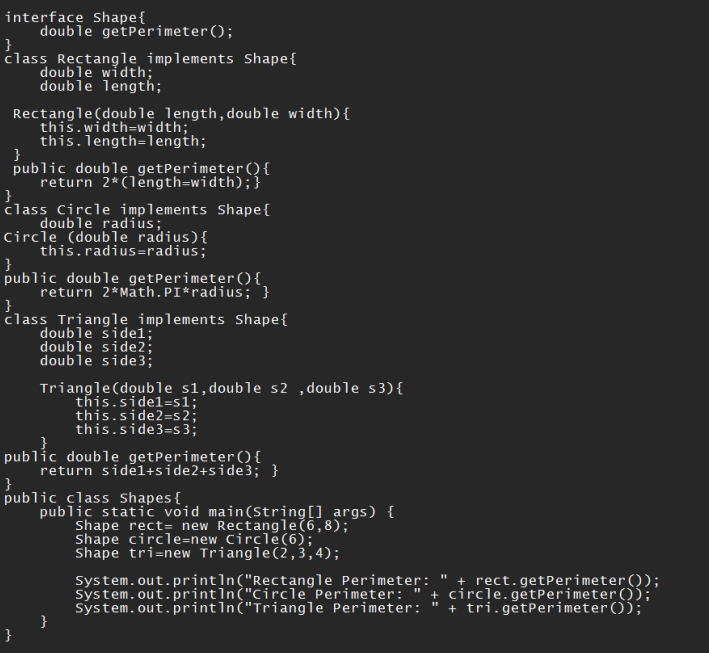 interface Shape{
    double getPerimeter();
}
class Rectangle implements Shape{
    double width;
    double length;

 Rectangle(double length,double width){
    this.width=width;
    this.length=length;
 }
 public double getPerimeter(){
    return 2*(length=width);}
}
class Circle implements Shape{
    double radius;
Circle (double radius){
    this.radius=radius;
}
public double getPerimeter(){
    return 2*Math.PI*radius; }
}
class Triangle implements Shape{
    double side1;
    double side2;
    double side3;

    Triangle(double s1,double s2 ,double s3){
        this.side1=s1;
        this.side2=s2;
        this.side3=s3;
    }
public double getPerimeter(){
    return side1+side2+side3; }
}
public class Shapes{
    public static void main(String[] args) {
        Shape rect= new Rectangle(6,8);
        Shape circle=new Circle(6);
        Shape tri=new Triangle(2,3,4);

        System.out.println("Rectangle Perimeter: " + rect.getPerimeter());
        System.out.println("Circle Perimeter: " + circle.getPerimeter());
        System.out.println("Triangle Perimeter: " + tri.getPerimeter());
    }
}